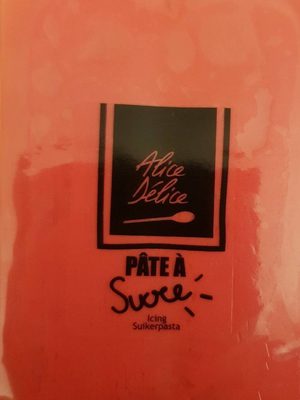 Alice
Délice
PÂTE À
Sucre
Icing
Suikerpasta